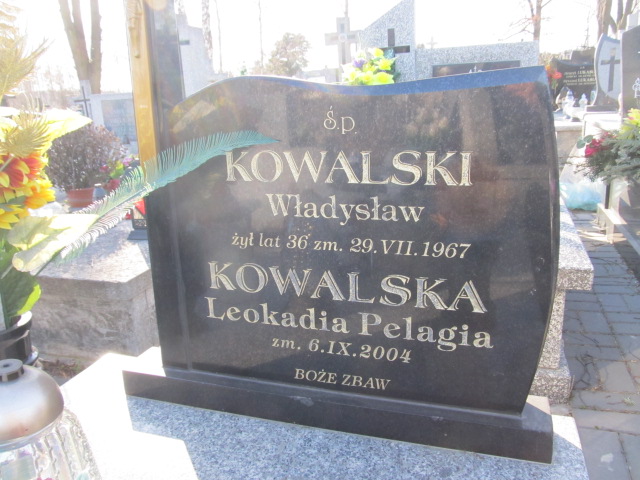 Ś.p.
KOWALSKI
Władysław
żył lat 36 zm. 29.VII.1967
KOWALSKA
Leokadia Pelagia
zm. 6.IX.2004
BOŻE ZBAW